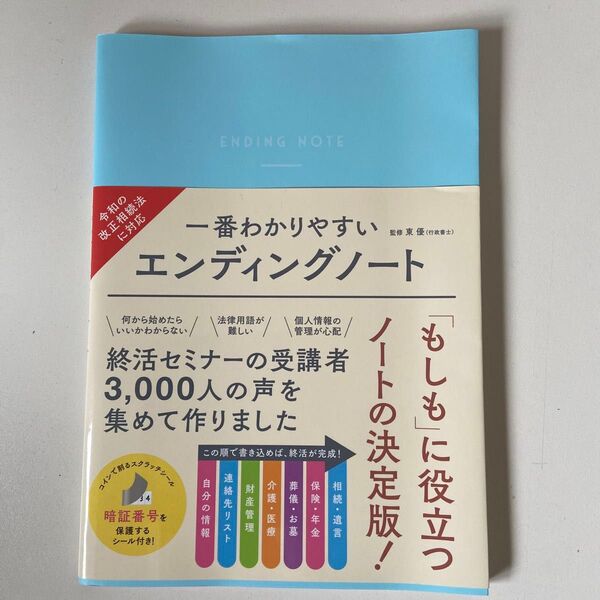 ENDING NOTE
令和の
改正相続法
に対応
一番わかりやすい
監修 東 優(行政書士)
エンディングノート
何から始めたら
いいかわからない
法律用語が
難しい
個人情報の
管理が心配
終活セミナーの受講者
3,000人の声を
集めて作りました
「もしも」に役立つ
ノートの決定版!
この順で書き込めば、終活が完成!
自分の情報
連絡先リスト
財産管理
介護・医療
葬儀・お墓
保険・年金
相続・遺言
コインで削るスクラッチシール
34
暗証番号を
保護する
シール付き!